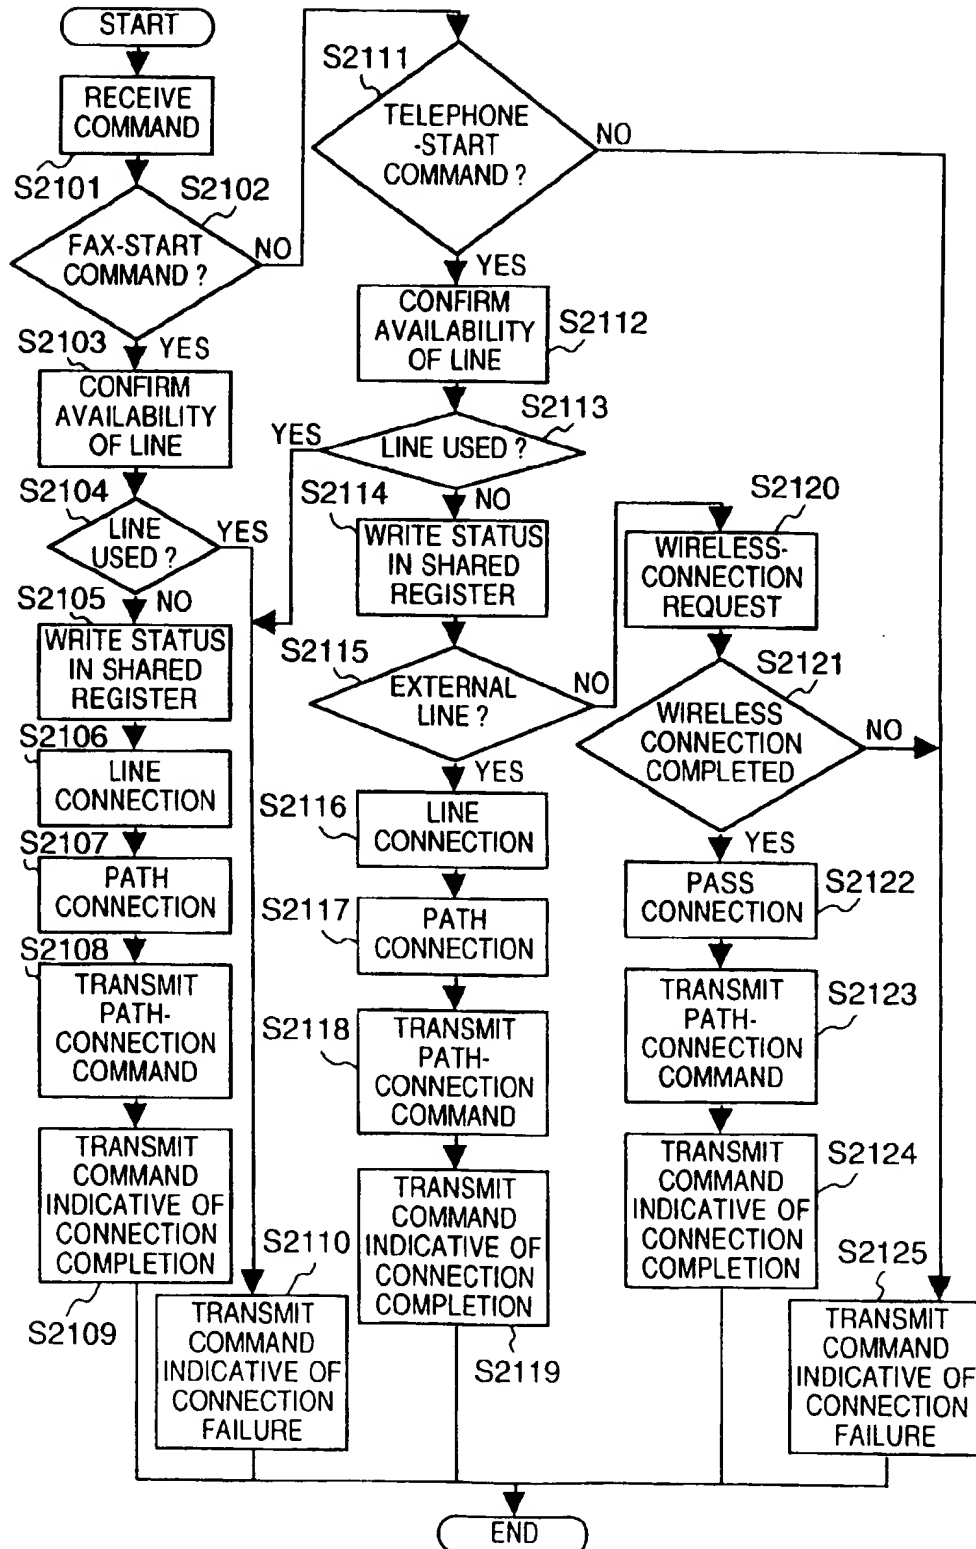 START
RECEIVE
COMMAND
S2101
S2102
FAX-START
COMMAND ?
NO
YES
S2103
CONFIRM
AVAILABILITY
OF LINE
S2104
LINE
USED ?
YES
NO
S2105
WRITE STATUS
IN SHARED
REGISTER
S2106
LINE
CONNECTION
S2107
PATH
CONNECTION
S2108
TRANSMIT
PATH-
CONNECTION
COMMAND
TRANSMIT
COMMAND
INDICATIVE OF
CONNECTION
COMPLETION
S2109
S2110
TRANSMIT
COMMAND
INDICATIVE OF
CONNECTION
FAILURE
S2111
TELEPHONE
-START
COMMAND ?
NO
YES
CONFIRM
AVAILABILITY
OF LINE
S2112
S2113
YES
LINE USED ?
NO
S2114
WRITE STATUS
IN SHARED
REGISTER
S2115
EXTERNAL
LINE ?
NO
YES
S2116
LINE
CONNECTION
S2117
PATH
CONNECTION
S2118
TRANSMIT
PATH-
CONNECTION
COMMAND
TRANSMIT
COMMAND
INDICATIVE OF
CONNECTION
COMPLETION
S2119
S2120
WIRELESS-
CONNECTION
REQUEST
S2121
WIRELESS
CONNECTION
COMPLETED
NO
YES
PASS
CONNECTION
S2122
TRANSMIT
PATH-
CONNECTION
COMMAND
S2123
TRANSMIT
COMMAND
INDICATIVE OF
CONNECTION
COMPLETION
S2124
S2125
TRANSMIT
COMMAND
INDICATIVE OF
CONNECTION
FAILURE
END